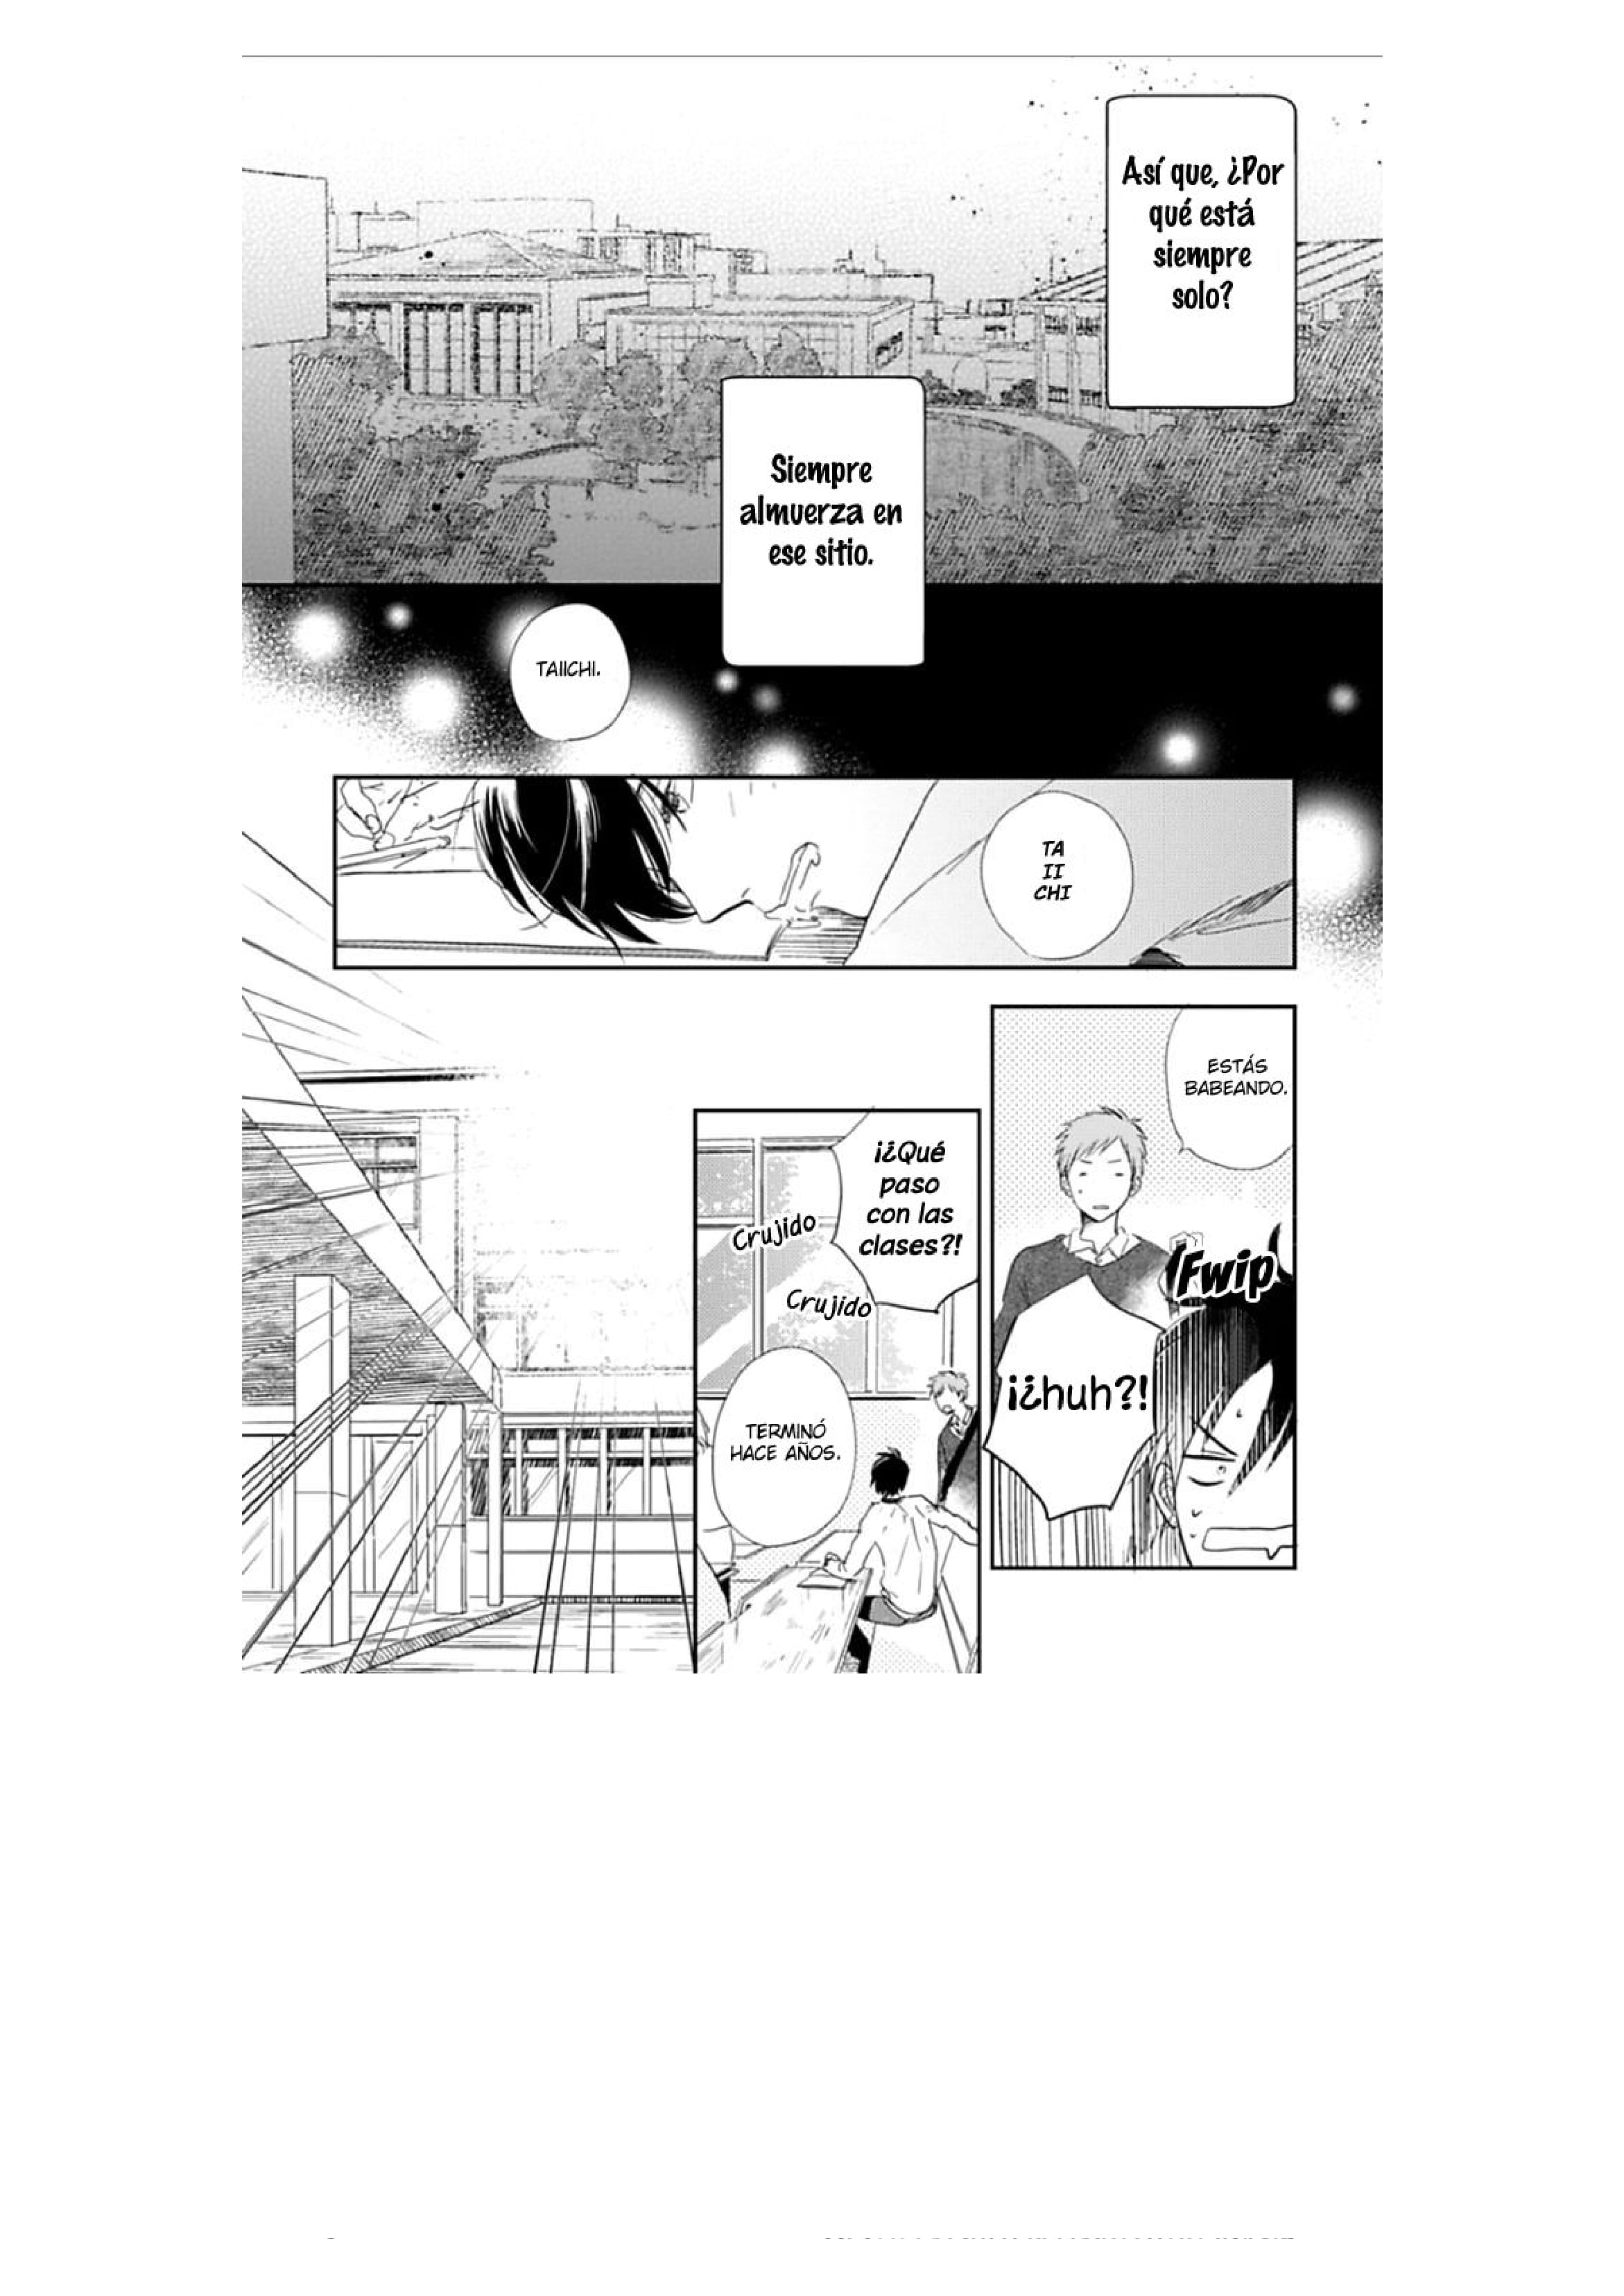 Así que, ¿Por
qué está
siempre
solo?
Siempre
almuerza en
ese sitio.
TAIICHI.
TA
II
CHI
ESTÁS
BABEANDO.
Fwip
¡¿huh?!
¡¿Qué
paso
con las
clases?!
Crujido
Crujido
TERMINÓ
HACE AÑOS.